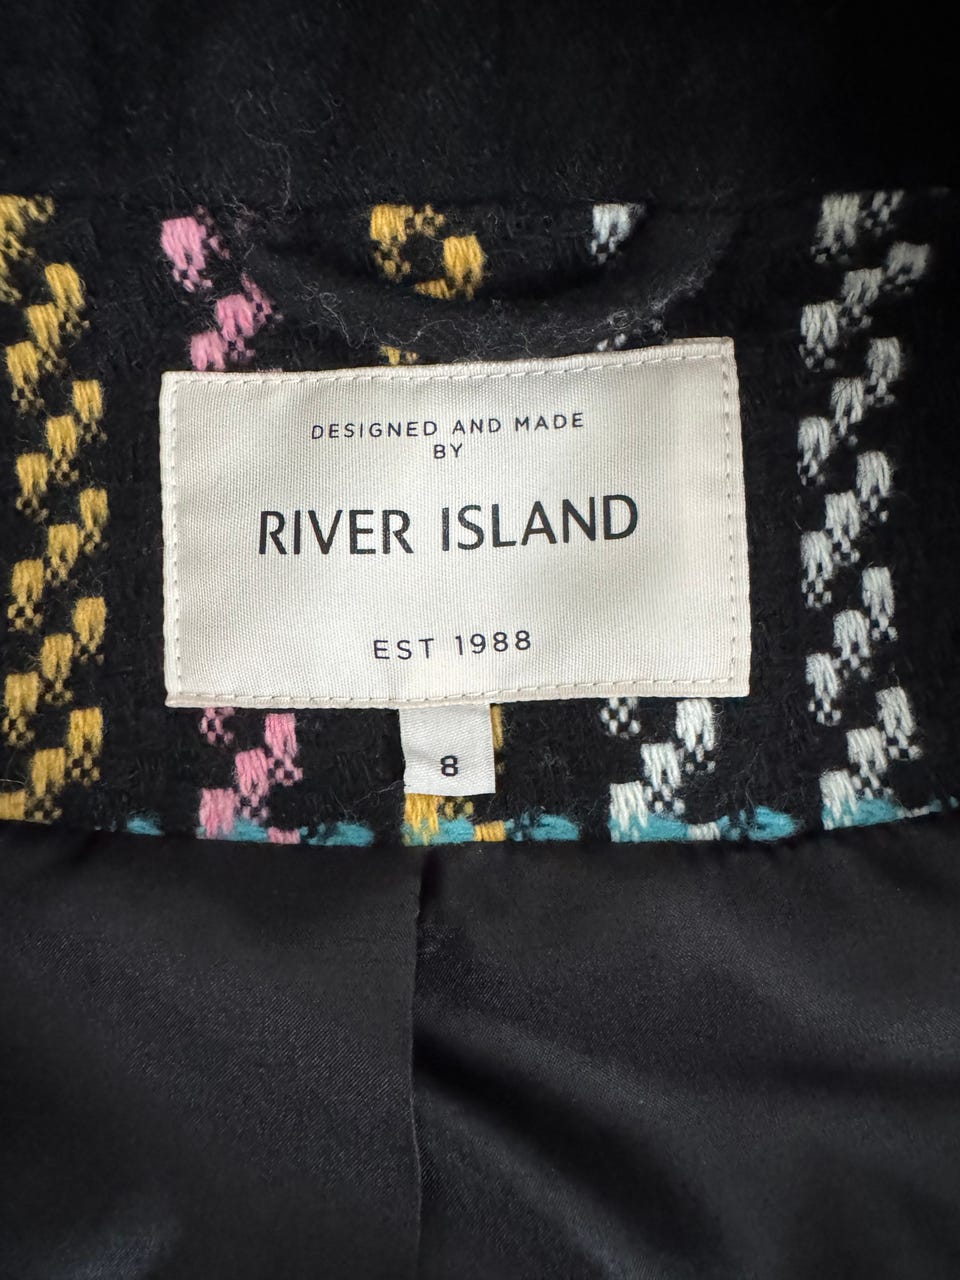 DESIGNED AND MADE
BY
RIVER ISLAND
EST 1988
8